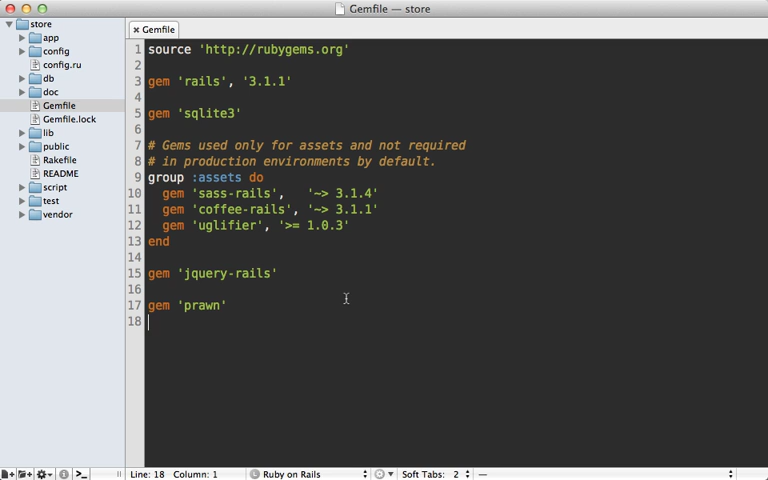 Gemfile — store
store
app
config
config.ru
db
doc
Gemfile
Gemfile.lock
lib
public
Rakefile
README
script
test
vendor
Gemfile
1 source 'http://rubygems.org'
2
3 gem 'rails', '3.1.1'
4
5 gem 'sqlite3'
6
7 # Gems used only for assets and not required
8 # in production environments by default.
9 group :assets do
10 gem 'sass-rails',   '~> 3.1.4'
11 gem 'coffee-rails', '~> 3.1.1'
12 gem 'uglifier', '>= 1.0.3'
13 end
14
15 gem 'jquery-rails'
16
17 gem 'prawn'
18
Line: 18 Column: 1 L Ruby on Rails Soft Tabs: 2 —